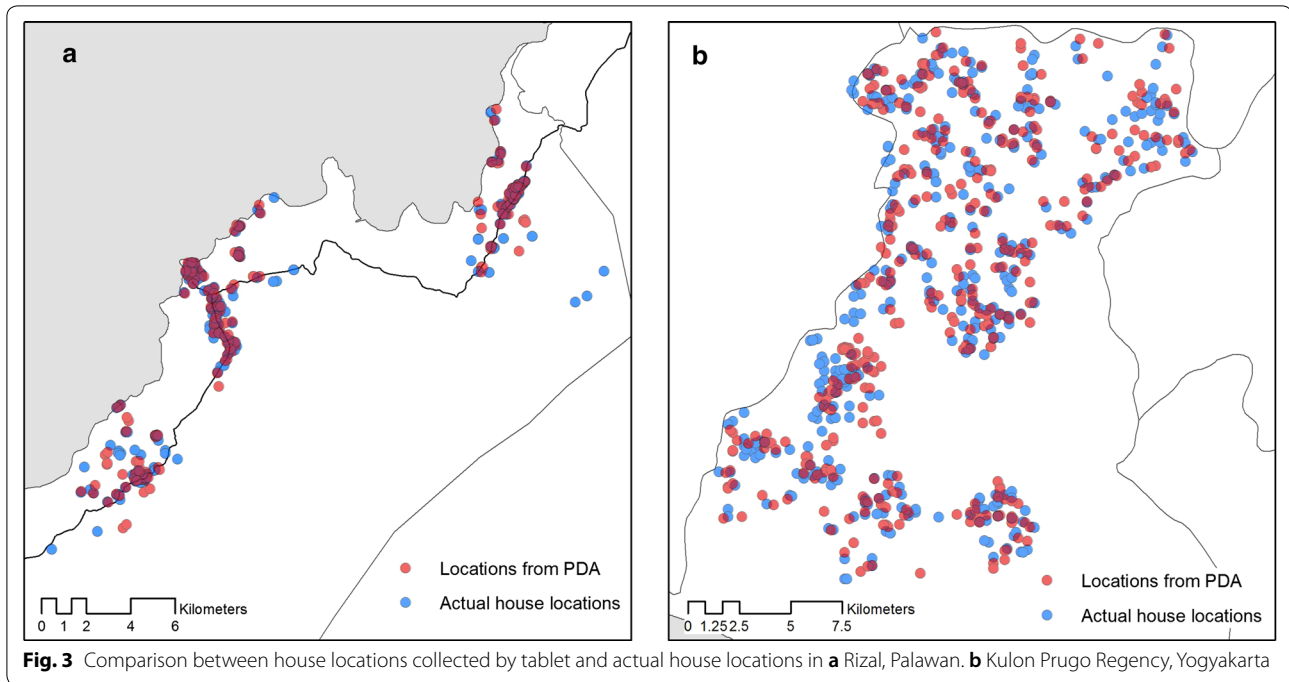 a
Locations from PDA
Actual house locations
Kilometers
0 1 2 4 6
b
Locations from PDA
Actual house locations
Kilometers
0 1.252.5 5 7.5
Fig. 3 Comparison between house locations collected by tablet and actual house locations in a Rizal, Palawan. b Kulon Prugo Regency, Yogyakarta